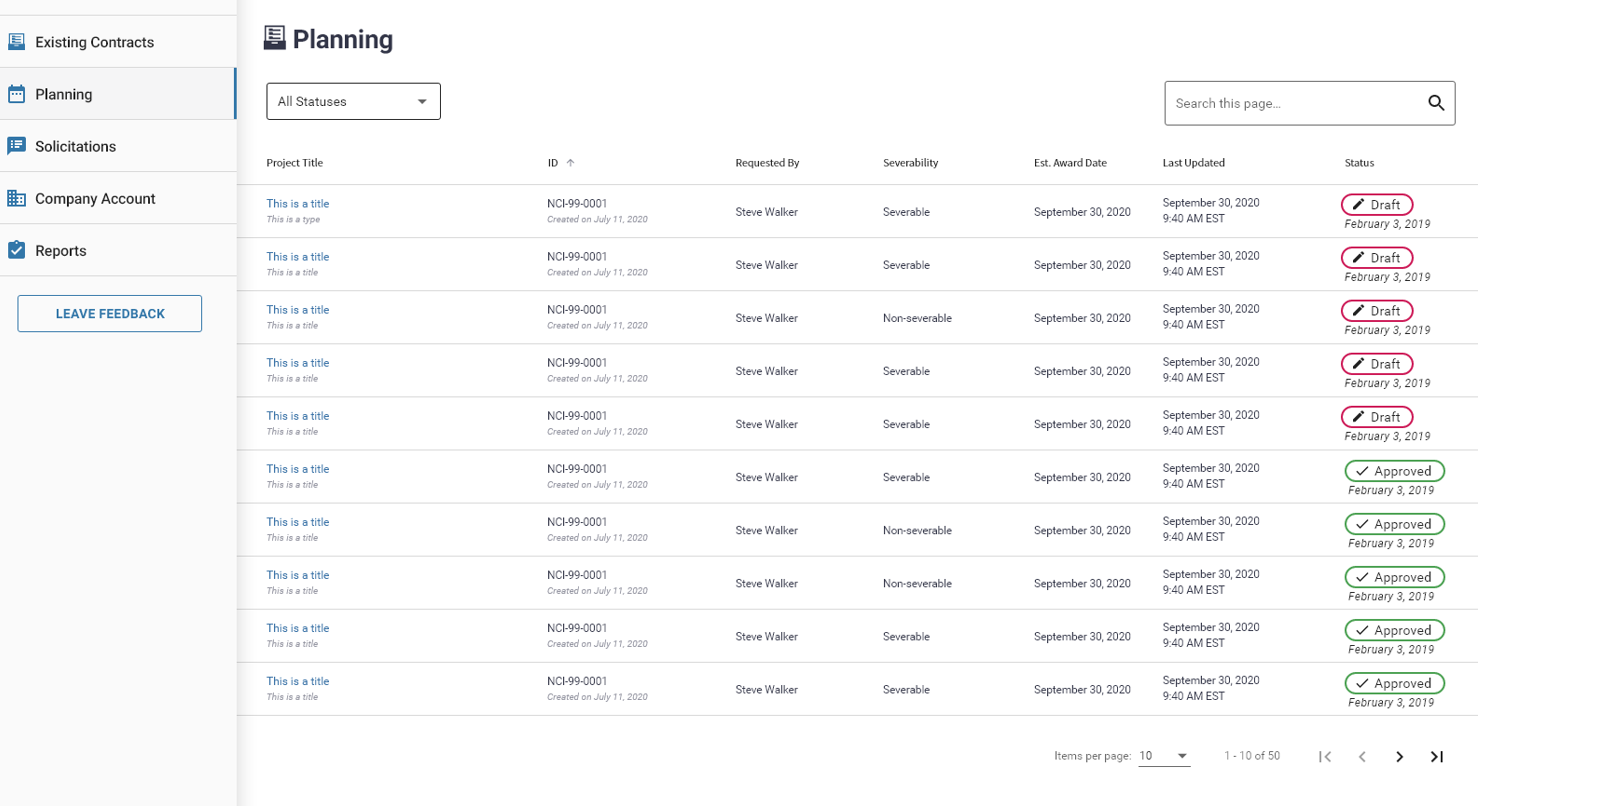 Existing Contracts
Planning
Solicitations
Company Account
Reports
LEAVE FEEDBACK
Planning
All Statuses
Search this page...
Project Title ID Requested By Severability Est. Award Date Last Updated Status
This is a title NCI-99-0001 September 30, 2020 Draft
Steve Walker Severable September 30, 2020
This is a type Created on July 11, 2020 9:40 AM EST February 3, 2019
This is a title NCI-99-0001 September 30, 2020 Draft
Steve Walker Severable September 30, 2020
This is a title Created on July 11, 2020 9:40 AM EST February 3, 2019
This is a title NCI-99-0001 September 30, 2020 Draft
Steve Walker Non-severable September 30, 2020
This is a title Created on July 11, 2020 9:40 AM EST February 3, 2019
This is a title NCI-99-0001 September 30, 2020 Draft
Steve Walker Severable September 30, 2020
This is a title Created on July 11, 2020 9:40 AM EST February 3, 2019
This is a title NCI-99-0001 September 30, 2020 Draft
Steve Walker Severable September 30, 2020
This is a title Created on July 11, 2020 9:40 AM EST February 3, 2019
This is a title NCI-99-0001 September 30, 2020 Approved
Steve Walker Severable September 30, 2020
This is a title Created on July 11, 2020 9:40 AM EST February 3, 2019
This is a title NCI-99-0001 September 30, 2020 Approved
Steve Walker Non-severable September 30, 2020
This is a title Created on July 11, 2020 9:40 AM EST February 3, 2019
This is a title NCI-99-0001 September 30, 2020 Approved
Steve Walker Non-severable September 30, 2020
This is a title Created on July 11, 2020 9:40 AM EST February 3, 2019
This is a title NCI-99-0001 September 30, 2020 Approved
Steve Walker Severable September 30, 2020
This is a title Created on July 11, 2020 9:40 AM EST February 3, 2019
This is a title NCI-99-0001 September 30, 2020 Approved
Steve Walker Severable September 30, 2020
This is a title Created on July 11, 2020 9:40 AM EST February 3, 2019
Items per page: 10 1 - 10 of 50